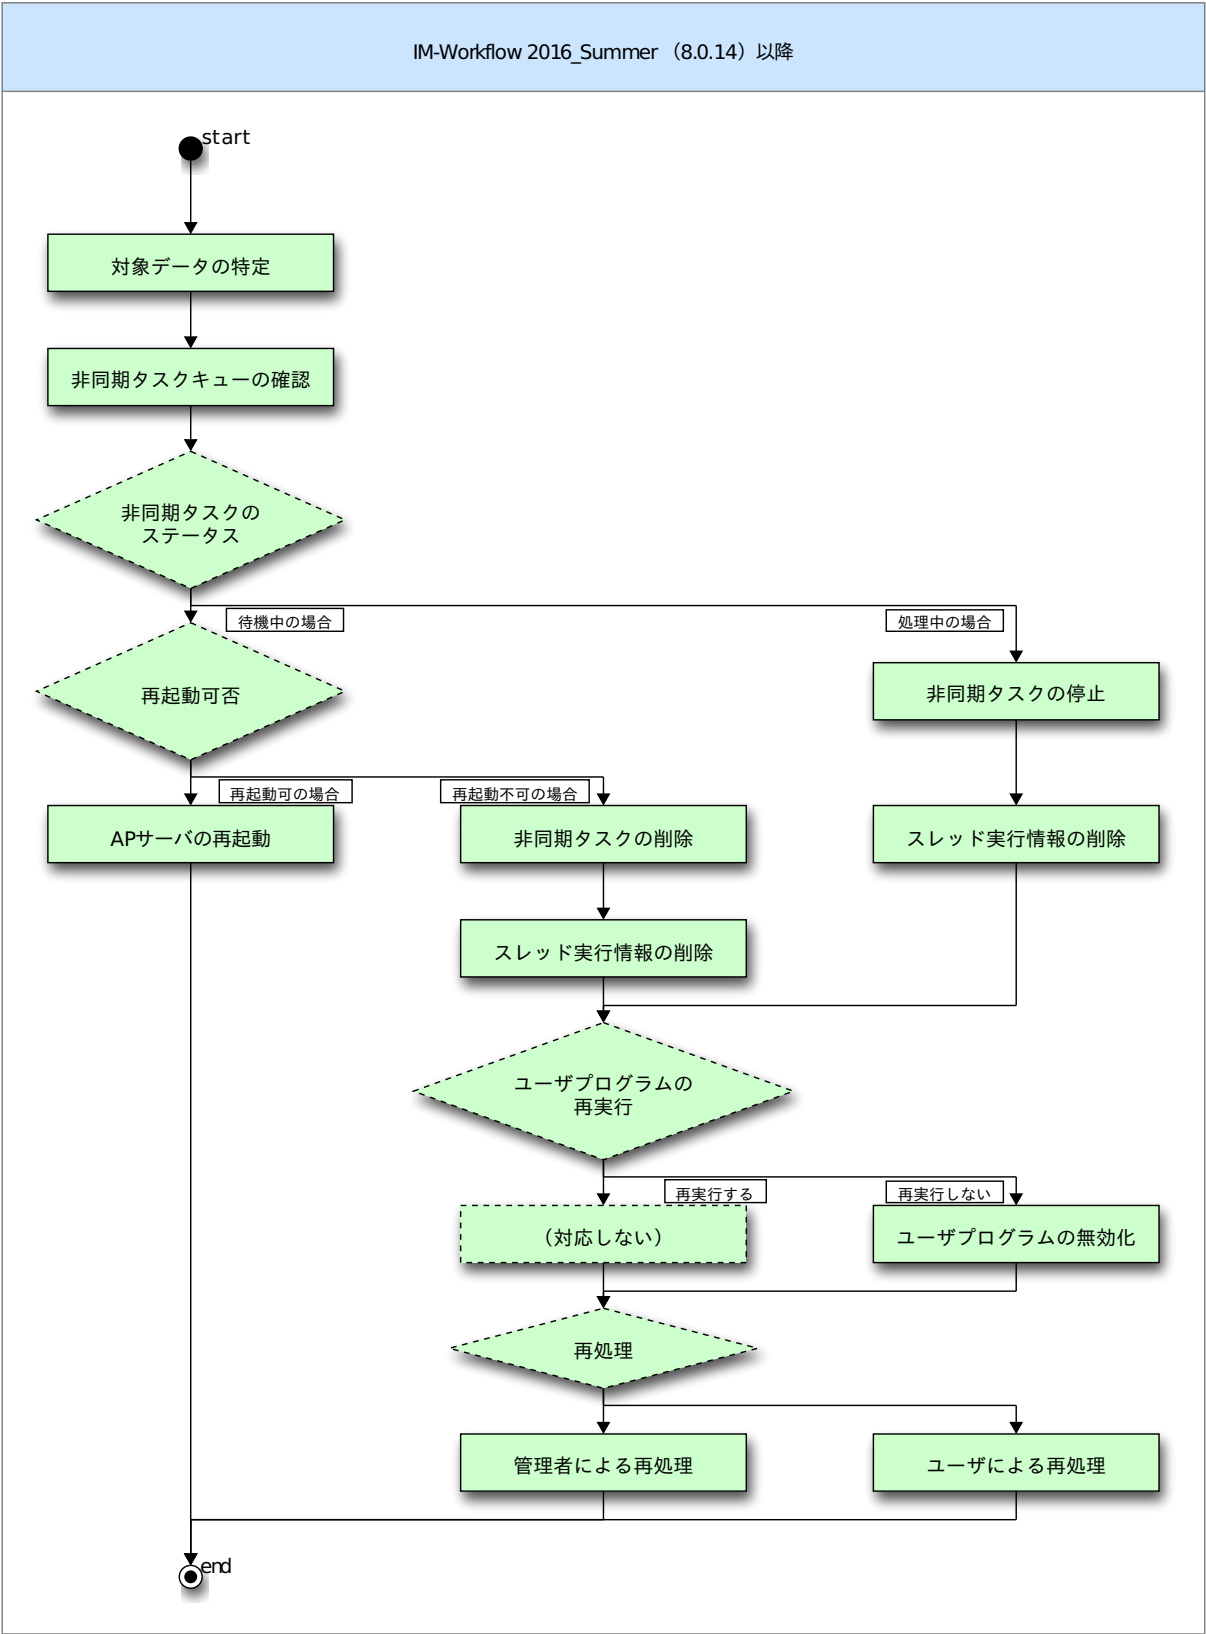 IM-Workflow 2016_Summer （8.0.14）以降
start
対象データの特定
非同期タスクキューの確認
非同期タスクの
ステータス
待機中の場合
処理中の場合
再起動可否
非同期タスクの停止
再起動可の場合
再起動不可の場合
APサーバの再起動
非同期タスクの削除
スレッド実行情報の削除
スレッド実行情報の削除
ユーザプログラムの
再実行
再実行する
再実行しない
（対応しない）
ユーザプログラムの無効化
再処理
管理者による再処理
ユーザによる再処理
end